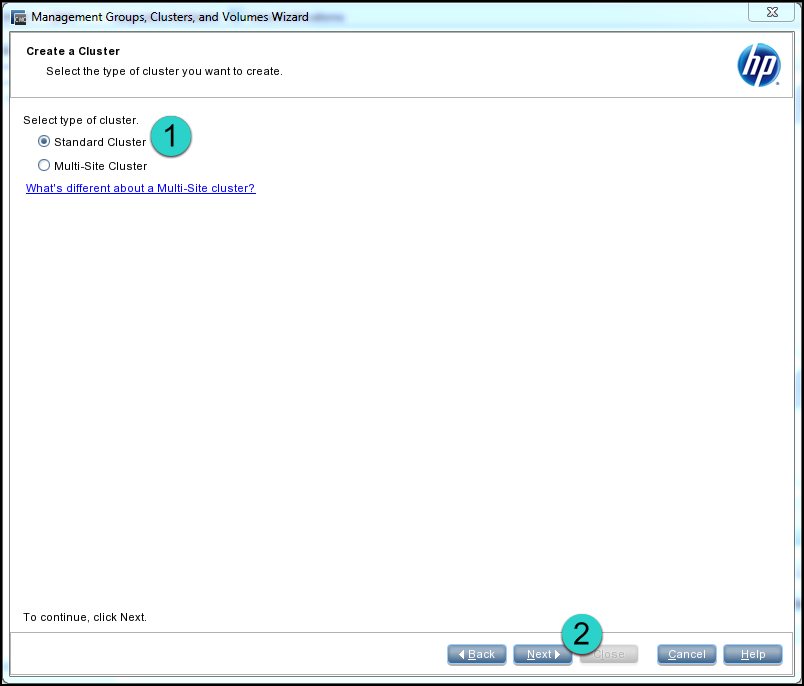 CMC Management Groups, Clusters, and Volumes Wizard
Create a Cluster
Select the type of cluster you want to create.
hp
Select type of cluster.
Standard Cluster 1
Multi-Site Cluster
What's different about a Multi-Site cluster?
To continue, click Next.
2
Back Next Close Cancel Help